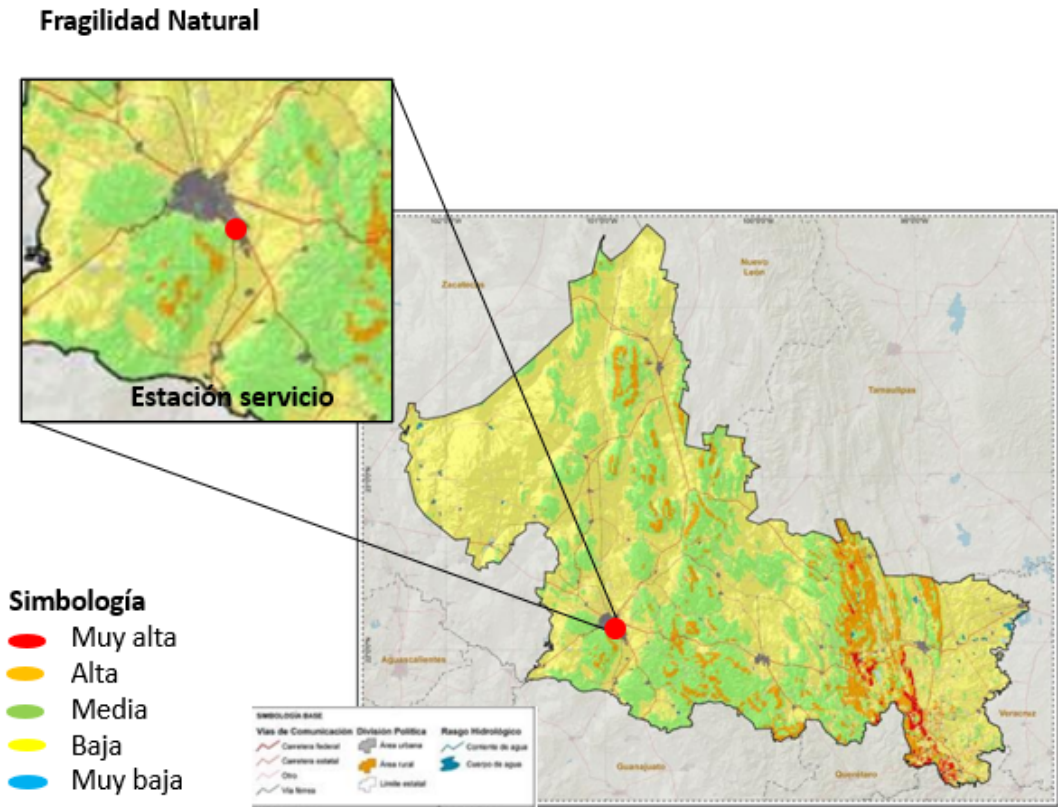 Fragilidad Natural
Estación servicio
Zacatecas
Nuevo
León
Tamaulipas
Aguascalientes
Guanajuato
Querétaro
Veracruz
Simbología
Muy alta
Alta
Media
Baja
Muy baja
SIMBOLOGÍA BASE
Vías de Comunicación
Carretera federal
Carretera estatal
Otro
Vía férrea
División Política
Área urbana
Área rural
Límite estatal
Rasgo Hidrológico
Corriente de agua
Cuerpo de agua